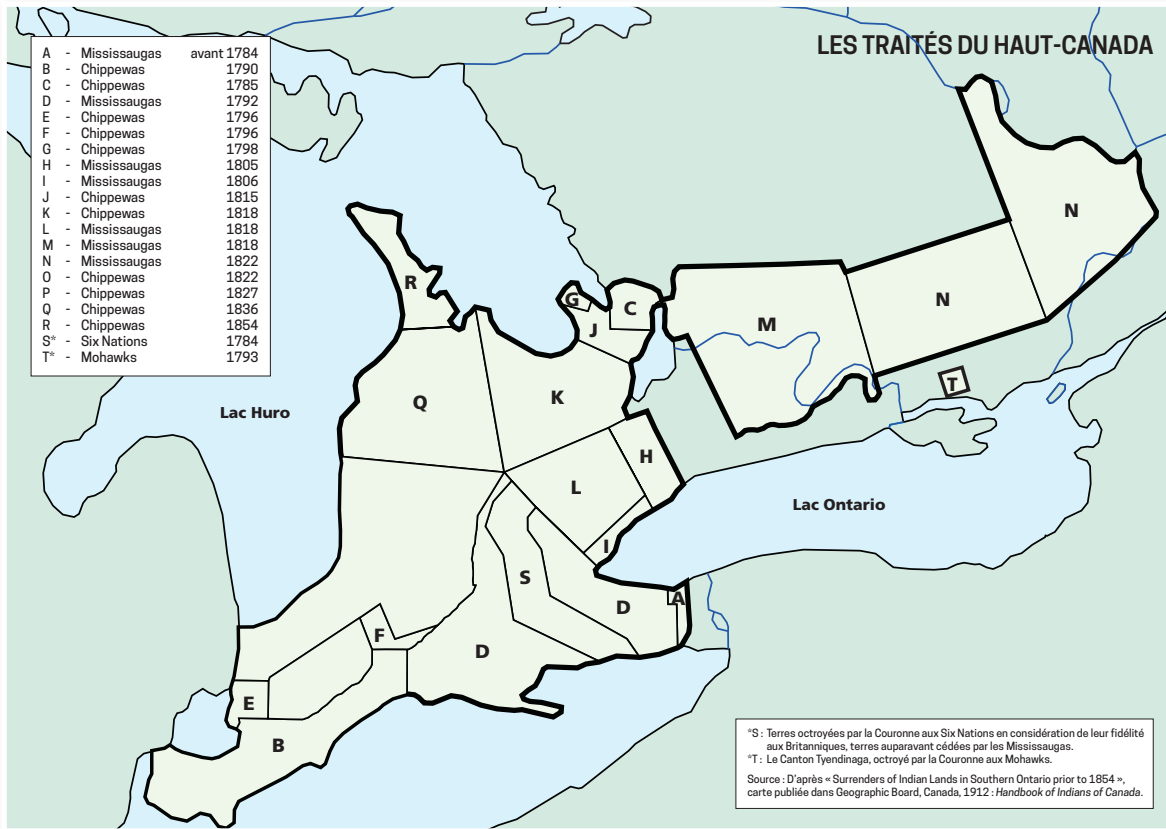 LES TRAITÉS DU HAUT-CANADA
A - Mississaugas avant 1784
B - Chippewas 1790
C - Chippewas 1785
D - Mississaugas 1792
E - Chippewas 1796
F - Chippewas 1796
G - Chippewas 1798
H - Mississaugas 1805
I - Mississaugas 1806
J - Chippewas 1815
K - Chippewas 1818
L - Mississaugas 1818
M - Mississaugas 1818
N - Mississaugas 1822
O - Chippewas 1822
P - Chippewas 1827
Q - Chippewas 1836
R - Chippewas 1854
S* - Six Nations 1784
T* - Mohawks 1793
N
R
G
C
N
J
M
T
Q
K
Lac Huro
H
L
Lac Ontario
I
S
A
D
F
D
E
B
*S : Terres octroyées par la Couronne aux Six Nations en considération de leur fidélité
aux Britanniques, terres auparavant cédées par les Mississaugas.
*T : Le Canton Tyendinaga, octroyé par la Couronne aux Mohawks.
Source : D'après « Surrenders of Indian Lands in Southern Ontario prior to 1854 »,
carte publiée dans Geographic Board, Canada, 1912 : Handbook of Indians of Canada.